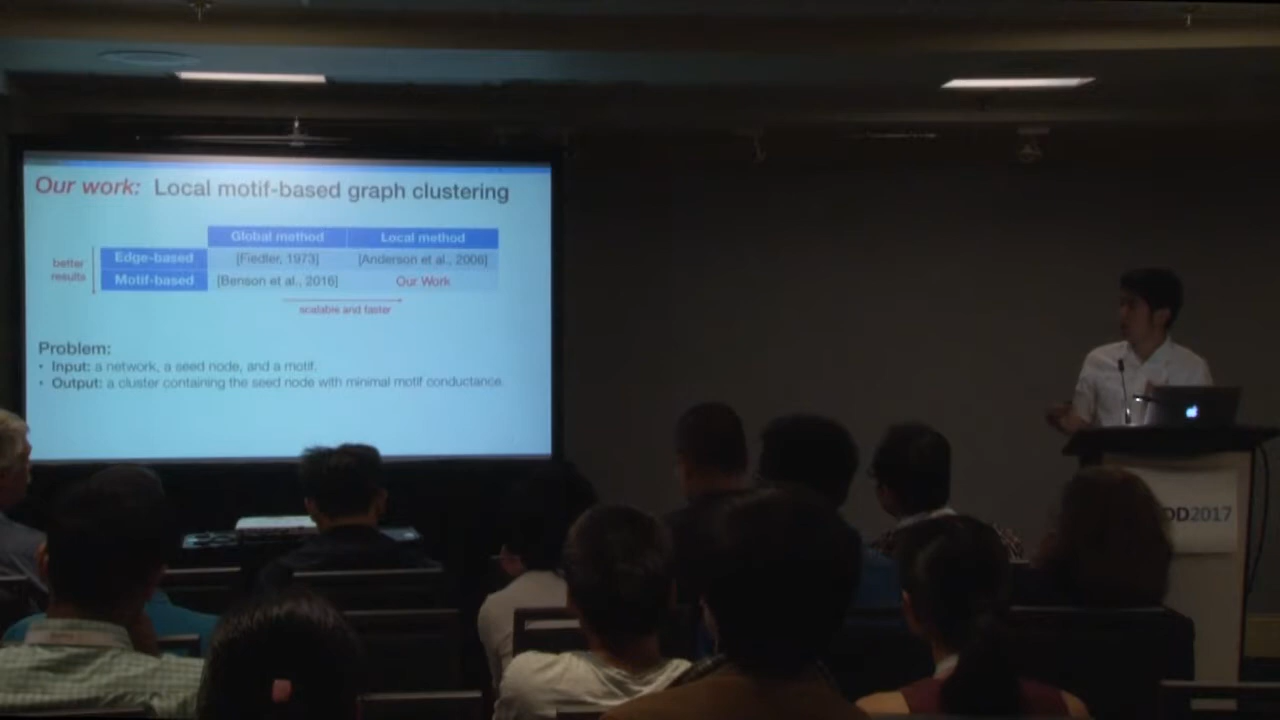 Our work: Local motif-based graph clustering
Global method Local method
Edge-based [Fiedler, 1973] [Anderson et al., 2006]
better results
Motif-based [Benson et al., 2016] Our Work
scalable and faster
Problem:
• Input: a network, a seed node, and a motif.
• Output: a cluster containing the seed node with minimal motif conductance.
DD2017